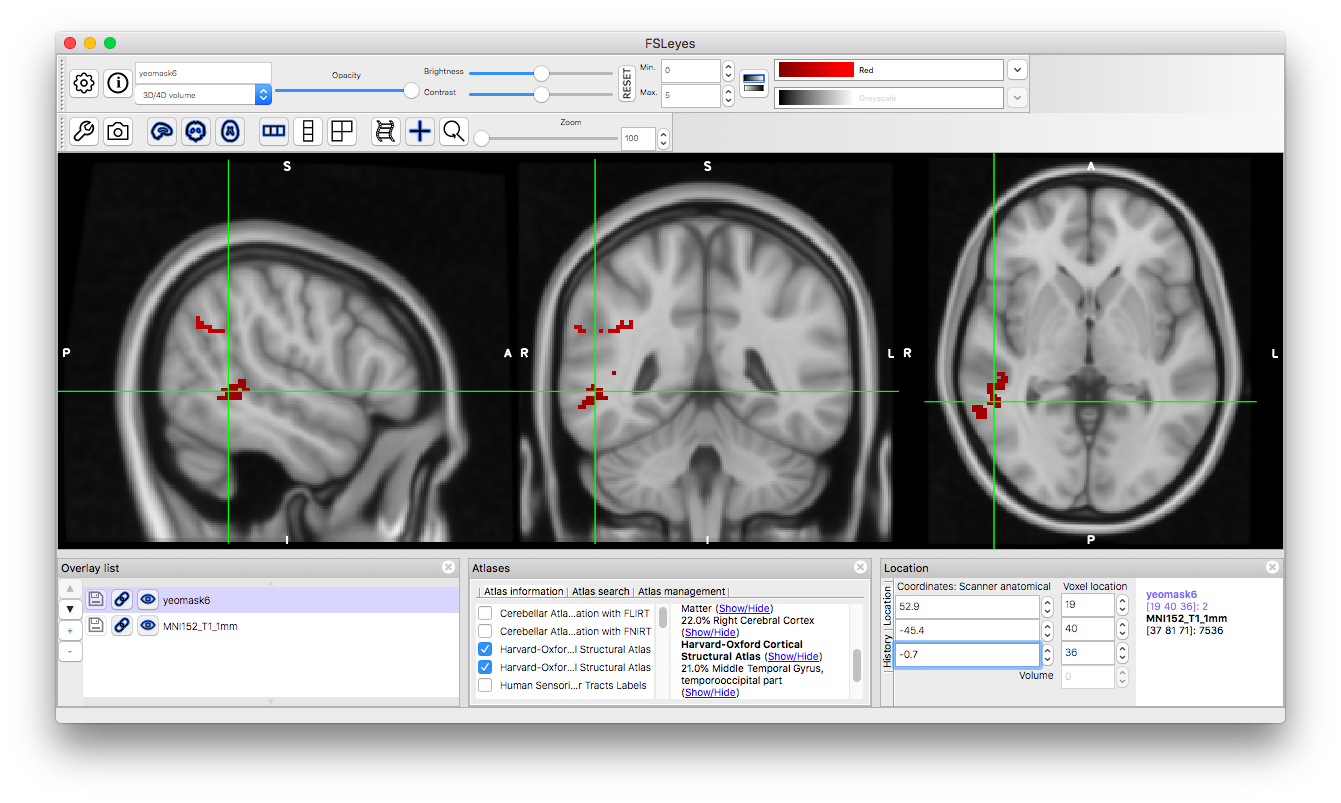 FSLeyes
yeomask6
3D/4D volume
Opacity
Brightness
Contrast
RESET
Min. 0
Max. 5
Red
Greyscale
Zoom
100
S
P
A
I
S
R
L
I
A
R
L
P
Overlay list
yeomask6
MNI152_T1_1mm
Atlases
Atlas information
Atlas search
Atlas management
Cerebellar Atla...ation with FLIRT
Cerebellar Atla...ation with FNIRT
Harvard-Oxfor...l Structural Atlas
Harvard-Oxfor...l Structural Atlas
Human Sensori...r Tracts Labels
Matter (Show/Hide)
22.0% Right Cerebral Cortex
(Show/Hide)
Harvard-Oxford Cortical
Structural Atlas (Show/Hide)
21.0% Middle Temporal Gyrus,
temporooccipital part
(Show/Hide)
Location
Location
History
Coordinates: Scanner anatomical
Voxel location
52.9
19
-45.4
40
-0.7
36
Volume
0
yeomask6
[19 40 36]: 2
MNI152_T1_1mm
[37 81 71]: 7536